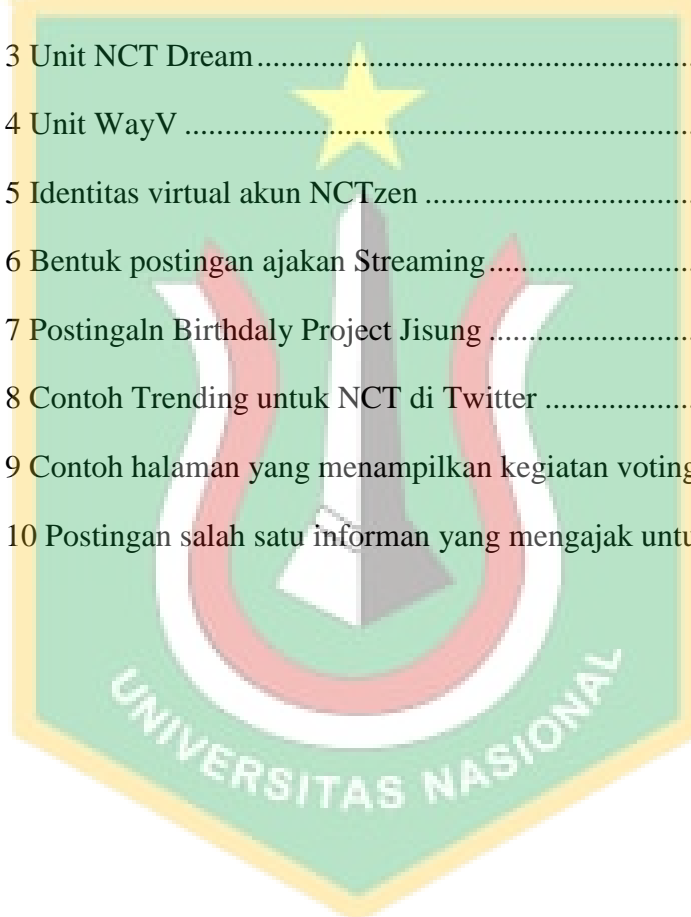 3 Unit NCT Dream..............................................................
4 Unit WayV ..............................................................
5 Identitas virtual akun NCTzen ........................................
6 Bentuk postingan ajakan Streaming................................
7 Postingaln Birthdaly Project Jisung ................................
8 Contoh Trending untuk NCT di Twitter ........................
9 Contoh halaman yang menampilkan kegiatan voting
10 Postingan salah satu informan yang mengajak
UNIVERSITAS NASIONAL